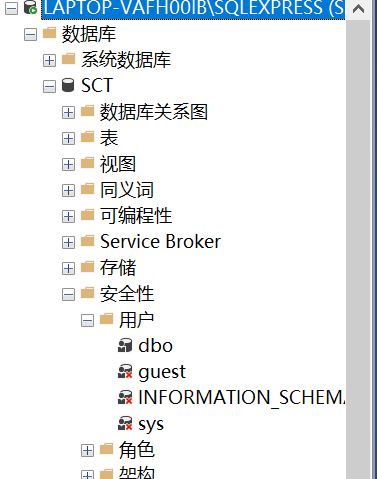 LAPTOP-VAFH00IB\SQLEXPRESS (S
数据库
系统数据库
SCT
数据库关系图
表
视图
同义词
可编程性
Service Broker
存储
安全性
用户
dbo
guest
INFORMATION_SCHEMA
sys
角色
架构